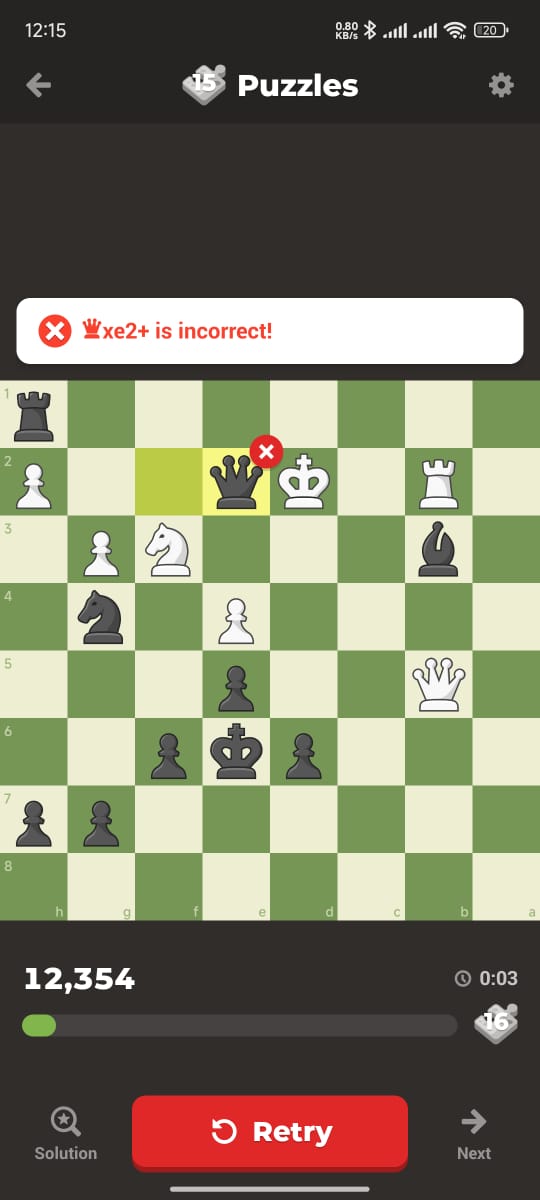 12:15
0.80
KB/s
20
15 Puzzles
xe2+ is incorrect!
1
2
3
4
5
6
7
8
h g f e d c b a
12,354
0:03
16
Solution
Retry
Next